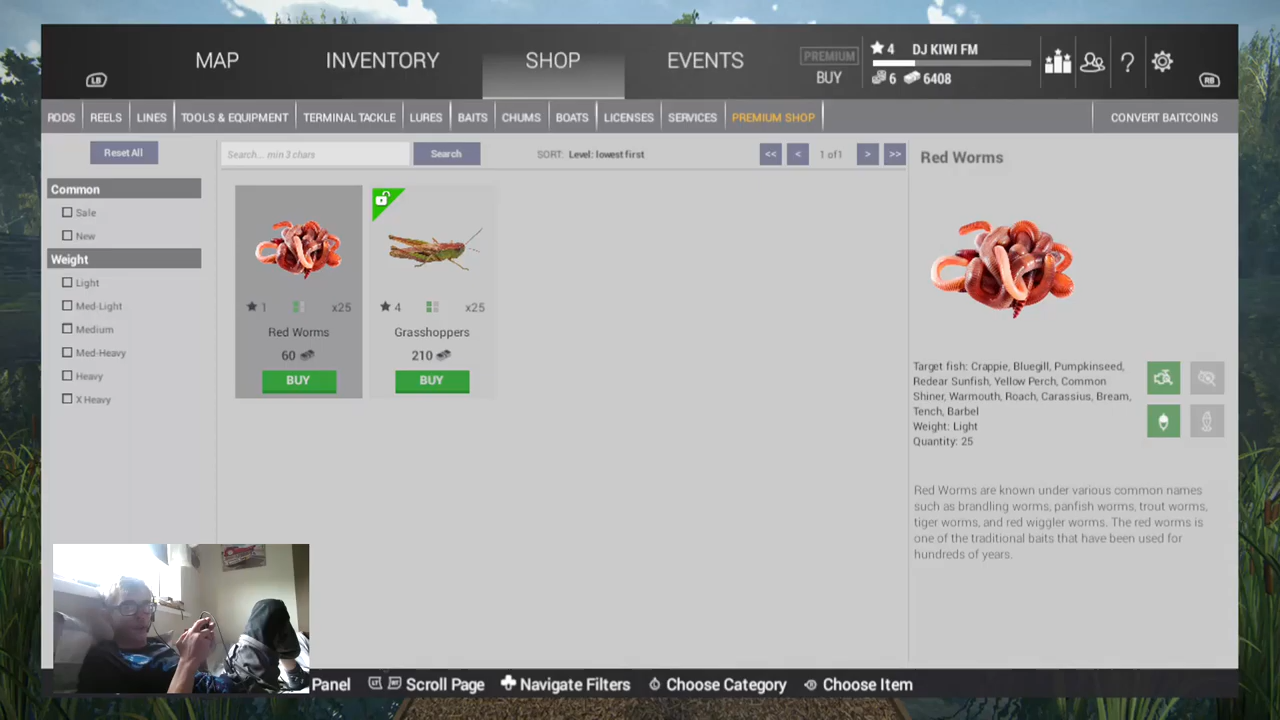 MAP
INVENTORY
SHOP
EVENTS
PREMIUM
BUY
4 DJ KIWI FM
6 6408
LB
RB
RODS
REELS
LINES
TOOLS & EQUIPMENT
TERMINAL TACKLE
LURES
BAITS
CHUMS
BOATS
LICENSES
SERVICES
PREMIUM SHOP
CONVERT BAITCOINS
Reset All
Search... min 3 chars
Search
SORT: Level: lowest first
<< < 1 of1 > >>
Common
Sale
New
Weight
Light
Med-Light
Medium
Med-Heavy
Heavy
X Heavy
1 x25
Red Worms
60
BUY
4 x25
Grasshoppers
210
BUY
Red Worms
Target fish: Crappie, Bluegill, Pumpkinseed,
Redear Sunfish, Yellow Perch, Common
Shiner, Warmouth, Roach, Carassius, Bream,
Tench, Barbel
Weight: Light
Quantity: 25
Red Worms are known under various common names
such as brandling worms, panfish worms, trout worms,
tiger worms, and red wiggler worms. The red worms is
one of the traditional baits that have been used for
hundreds of years.
Panel
Scroll Page
Navigate Filters
Choose Category
Choose Item